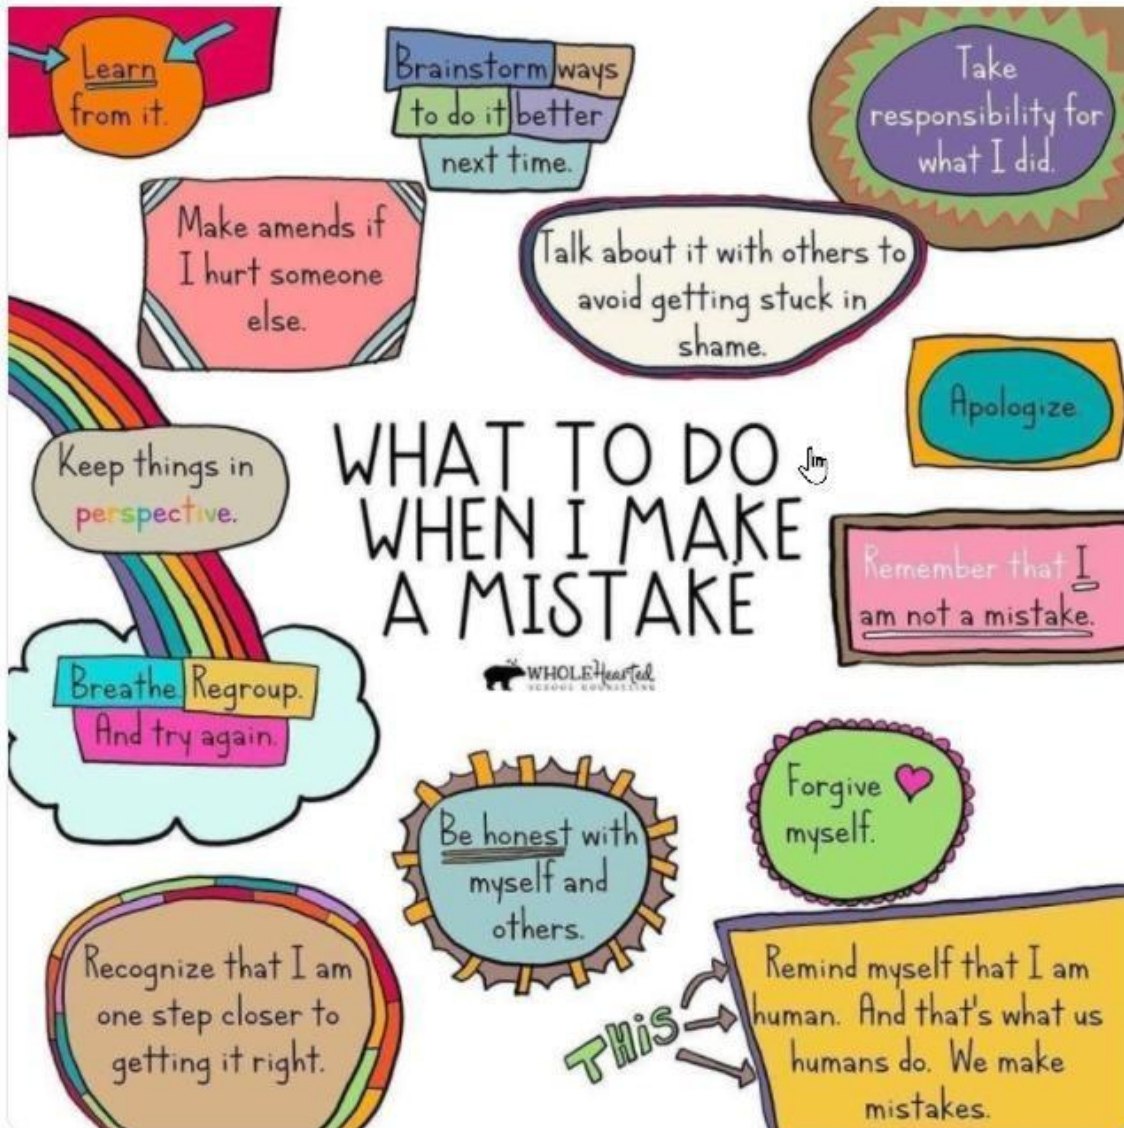 Learn
from it.
Brainstorm ways
to do it better
next time.
Take
responsibility for
what I did.
Make amends if
I hurt someone
else.
Talk about it with others to
avoid getting stuck in
shame.
Apologize.
Keep things in
perspective.
WHAT TO DO
WHEN I MAKE
A MISTAKE
WHOLEHearted
SCHOOL COUNSELLING
Remember that I
am not a mistake.
Breathe. Regroup.
And try again.
Be honest with
myself and
others.
Forgive
myself.
Recognize that I am
one step closer to
getting it right.
THIS
Remind myself that I am
human. And that's what us
humans do. We make
mistakes.